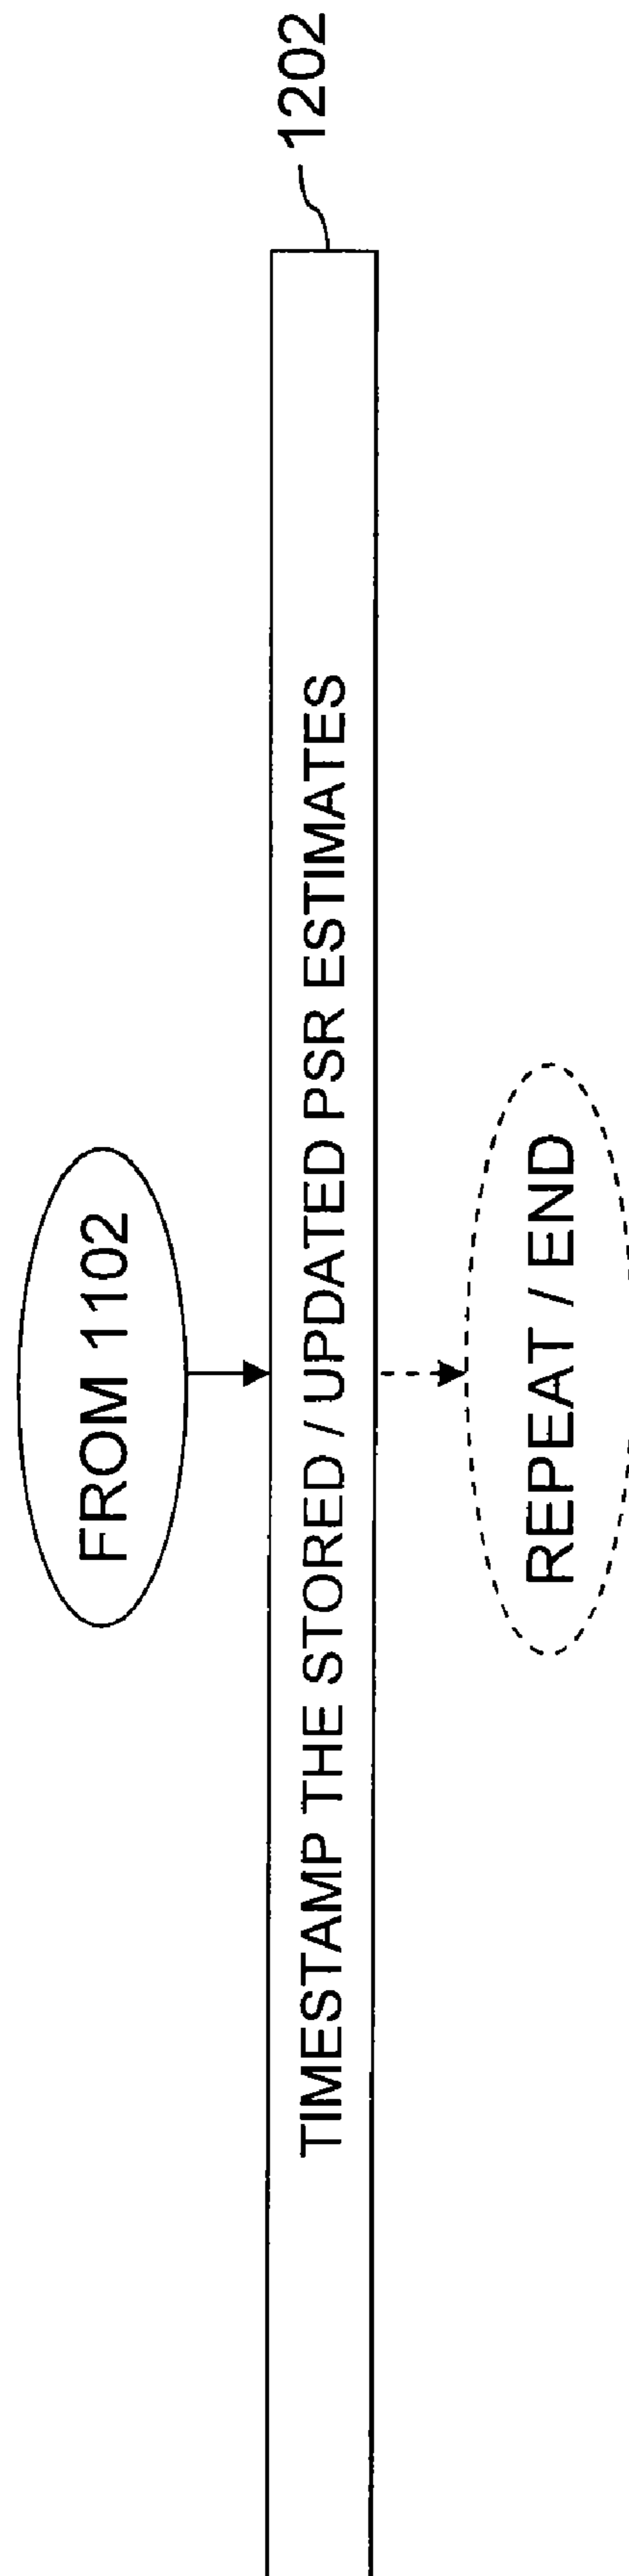 FROM 1102
TIMESTAMP THE STORED / UPDATED PSR ESTIMATES
1202
REPEAT / END